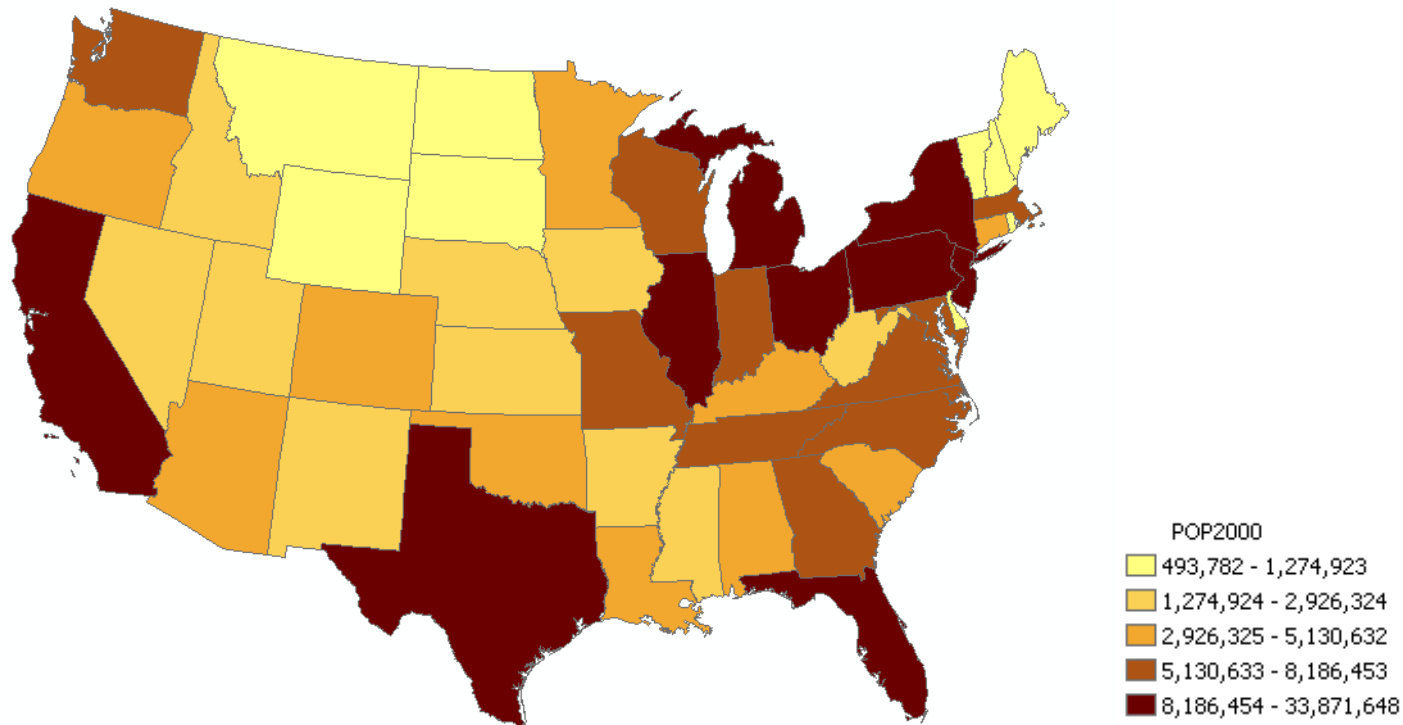 POP2000
493,782 - 1,274,923
1,274,924 - 2,926,324
2,926,325 - 5,130,632
5,130,633 - 8,186,453
8,186,454 - 33,871,648